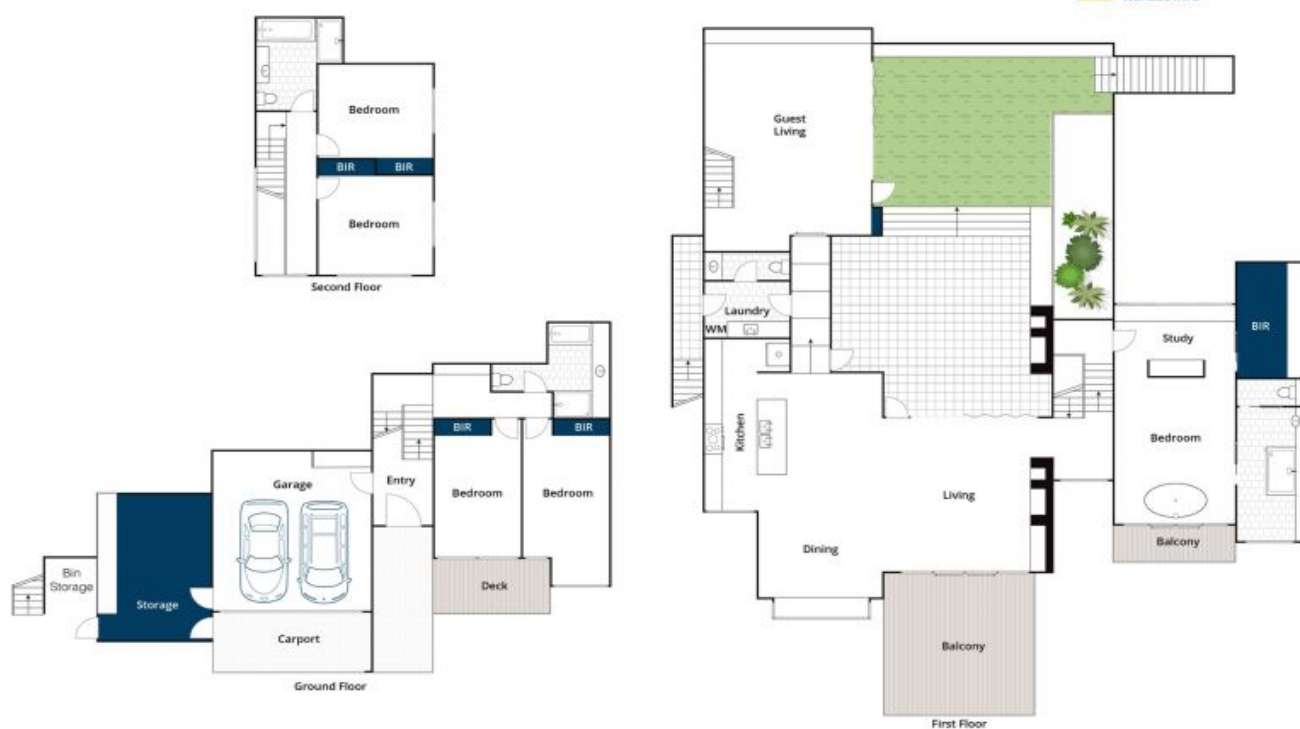 Bedroom
BIR
BIR
Bedroom
Second Floor
BIR
BIR
Entry
Garage
Bedroom
Bedroom
Bin
Storage
Storage
Deck
Carport
Ground Floor
Guest
Living
Laundry
WM
Kitchen
Study
BIR
Bedroom
Living
Dining
Balcony
Balcony
First Floor